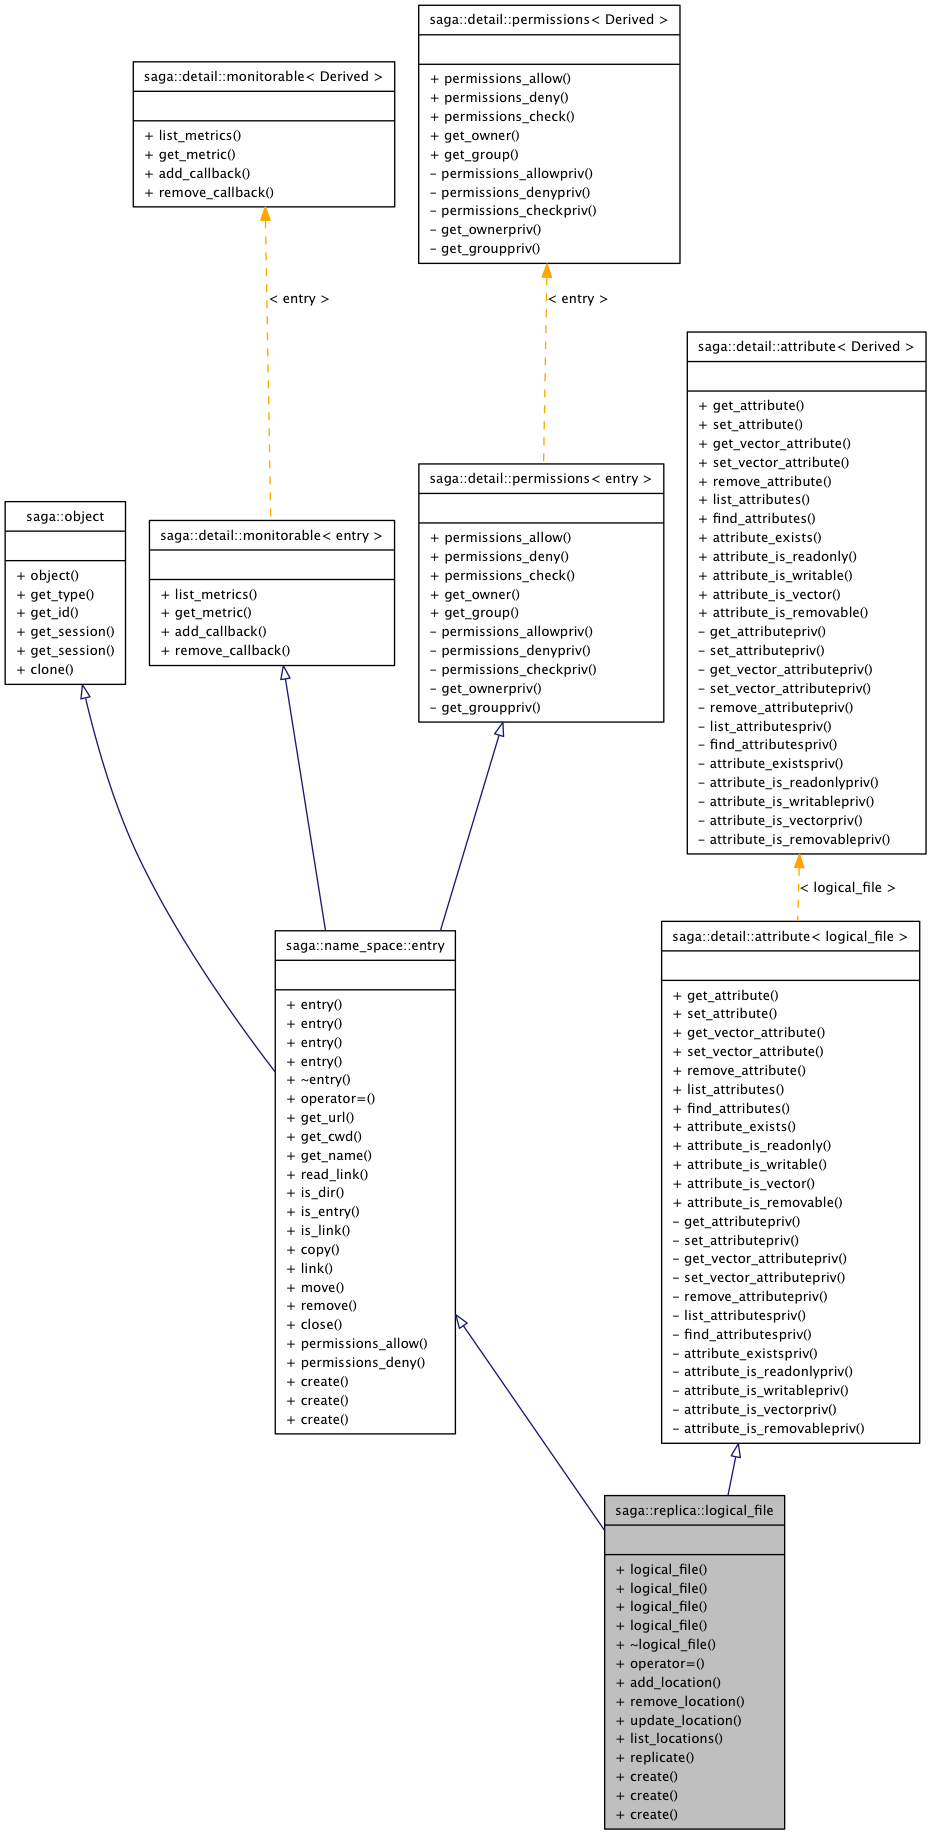 saga::detail::permissions< Derived >
+ permissions_allow()
+ permissions_deny()
+ permissions_check()
+ get_owner()
+ get_group()
– permissions_allowpriv()
– permissions_denypriv()
– permissions_checkpriv()
– get_ownerpriv()
– get_grouppriv()
saga::detail::monitorable< Derived >
+ list_metrics()
+ get_metric()
+ add_callback()
+ remove_callback()
< entry >
< entry >
saga::detail::attribute< Derived >
+ get_attribute()
+ set_attribute()
+ get_vector_attribute()
+ set_vector_attribute()
+ remove_attribute()
+ list_attributes()
+ find_attributes()
+ attribute_exists()
+ attribute_is_readonly()
+ attribute_is_writable()
+ attribute_is_vector()
+ attribute_is_removable()
– get_attributepriv()
– set_attributepriv()
– get_vector_attributepriv()
– set_vector_attributepriv()
– remove_attributepriv()
– list_attributespriv()
– find_attributespriv()
– attribute_existspriv()
– attribute_is_readonlypriv()
– attribute_is_writablepriv()
– attribute_is_vectorpriv()
– attribute_is_removablepriv()
saga::detail::permissions< entry >
+ permissions_allow()
+ permissions_deny()
+ permissions_check()
+ get_owner()
+ get_group()
– permissions_allowpriv()
– permissions_denypriv()
– permissions_checkpriv()
– get_ownerpriv()
– get_grouppriv()
saga::object
+ object()
+ get_type()
+ get_id()
+ get_session()
+ get_session()
+ clone()
saga::detail::monitorable< entry >
+ list_metrics()
+ get_metric()
+ add_callback()
+ remove_callback()
< logical_file >
saga::name_space::entry
+ entry()
+ entry()
+ entry()
+ entry()
+ ~entry()
+ operator=()
+ get_url()
+ get_cwd()
+ get_name()
+ read_link()
+ is_dir()
+ is_entry()
+ is_link()
+ copy()
+ link()
+ move()
+ remove()
+ close()
+ permissions_allow()
+ permissions_deny()
+ create()
+ create()
+ create()
saga::detail::attribute< logical_file >
+ get_attribute()
+ set_attribute()
+ get_vector_attribute()
+ set_vector_attribute()
+ remove_attribute()
+ list_attributes()
+ find_attributes()
+ attribute_exists()
+ attribute_is_readonly()
+ attribute_is_writable()
+ attribute_is_vector()
+ attribute_is_removable()
– get_attributepriv()
– set_attributepriv()
– get_vector_attributepriv()
– set_vector_attributepriv()
– remove_attributepriv()
– list_attributespriv()
– find_attributespriv()
– attribute_existspriv()
– attribute_is_readonlypriv()
– attribute_is_writablepriv()
– attribute_is_vectorpriv()
– attribute_is_removablepriv()
saga::replica::logical_file
+ logical_file()
+ logical_file()
+ logical_file()
+ logical_file()
+ ~logical_file()
+ operator=()
+ add_location()
+ remove_location()
+ update_location()
+ list_locations()
+ replicate()
+ create()
+ create()
+ create()